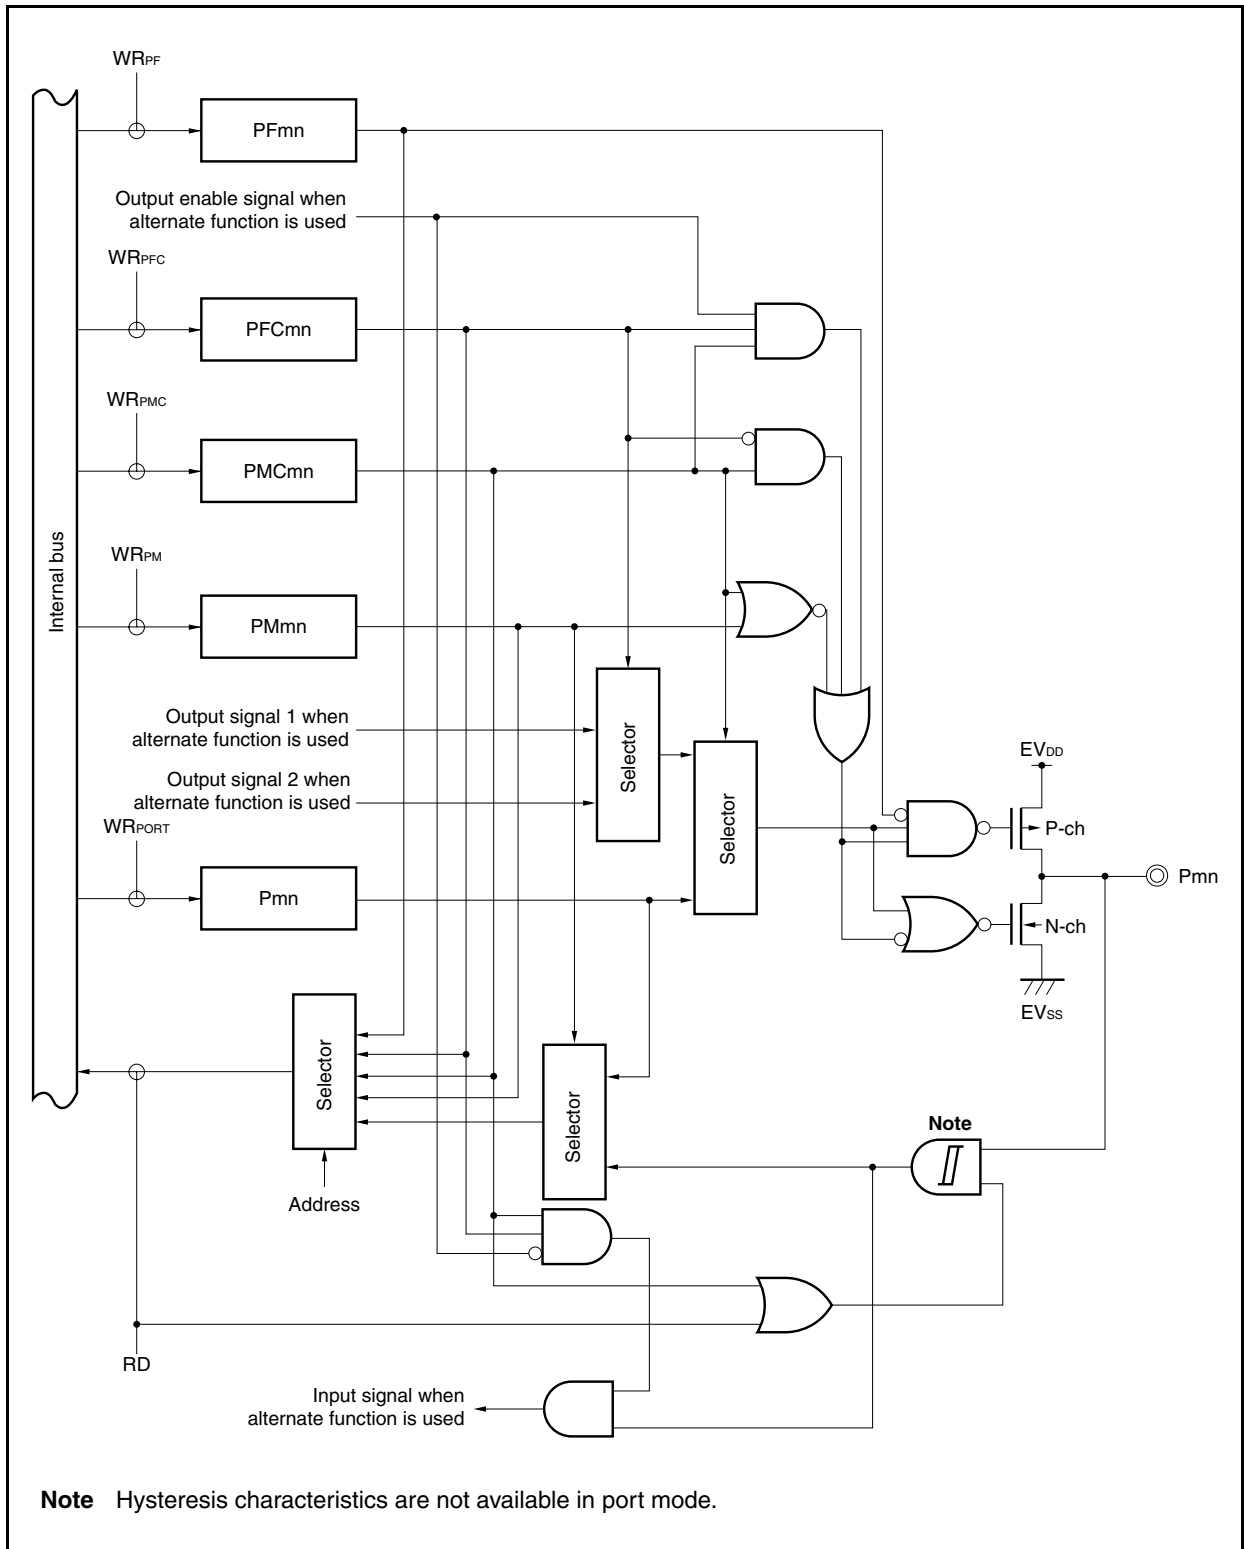 WRPF
PFmn
Output enable signal when
alternate function is used
WRPFC
PFCmn
WRPMC
PMCmn
Internal bus
WRPM
PMmn
Output signal 1 when
alternate function is used
Selector
Output signal 2 when
alternate function is used
Selector
EVDD
P-ch
WRPORT
Pmn
Pmn
N-ch
EVSS
Selector
Selector
Note
Address
RD
Input signal when
alternate function is used
Note Hysteresis characteristics are not available in port mode.